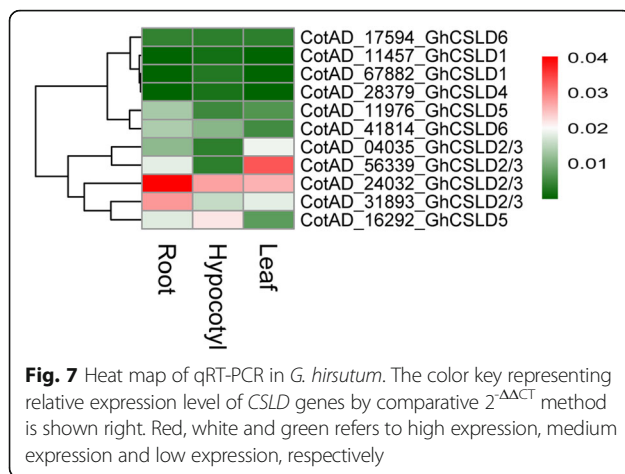 CotAD_17594_GhCSLD6
CotAD_11457_GhCSLD1
CotAD_67882_GhCSLD1
CotAD_28379_GhCSLD4
CotAD_11976_GhCSLD5
CotAD_41814_GhCSLD6
CotAD_04035_GhCSLD2/3
CotAD_56339_GhCSLD2/3
CotAD_24032_GhCSLD2/3
CotAD_31893_GhCSLD2/3
CotAD_16292_GhCSLD5
0.04
0.03
0.02
0.01
Root
Hypocotyl
Leaf
Fig. 7 Heat map of qRT-PCR in G. hirsutum. The color key representing
relative expression level of CSLD genes by comparative 2-ΔΔCT method
is shown right. Red, white and green refers to high expression, medium
expression and low expression, respectively